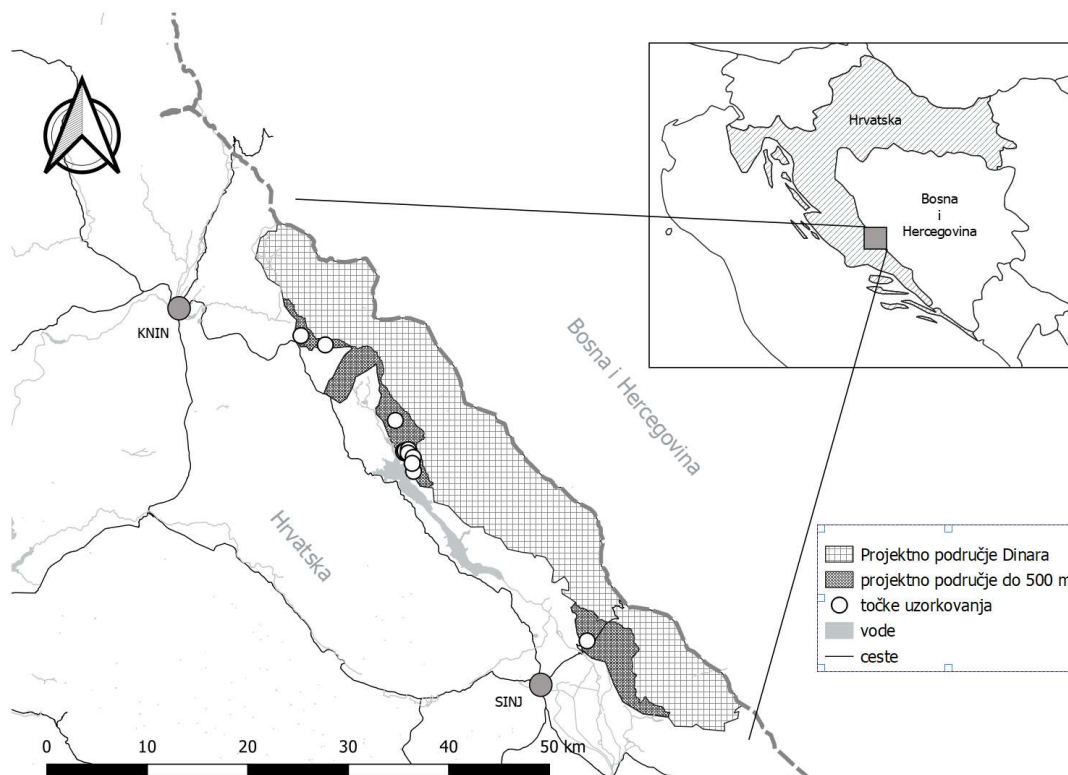 Hrvatska
Bosna
i
Hercegovina
KNIN
Bosna i Hercegovina
Hrvatska
SINJ
Projektno područje Dinara
projektno područje do 500 m
točke uzorkovanja
vode
ceste
0 10 20 30 40 50 km